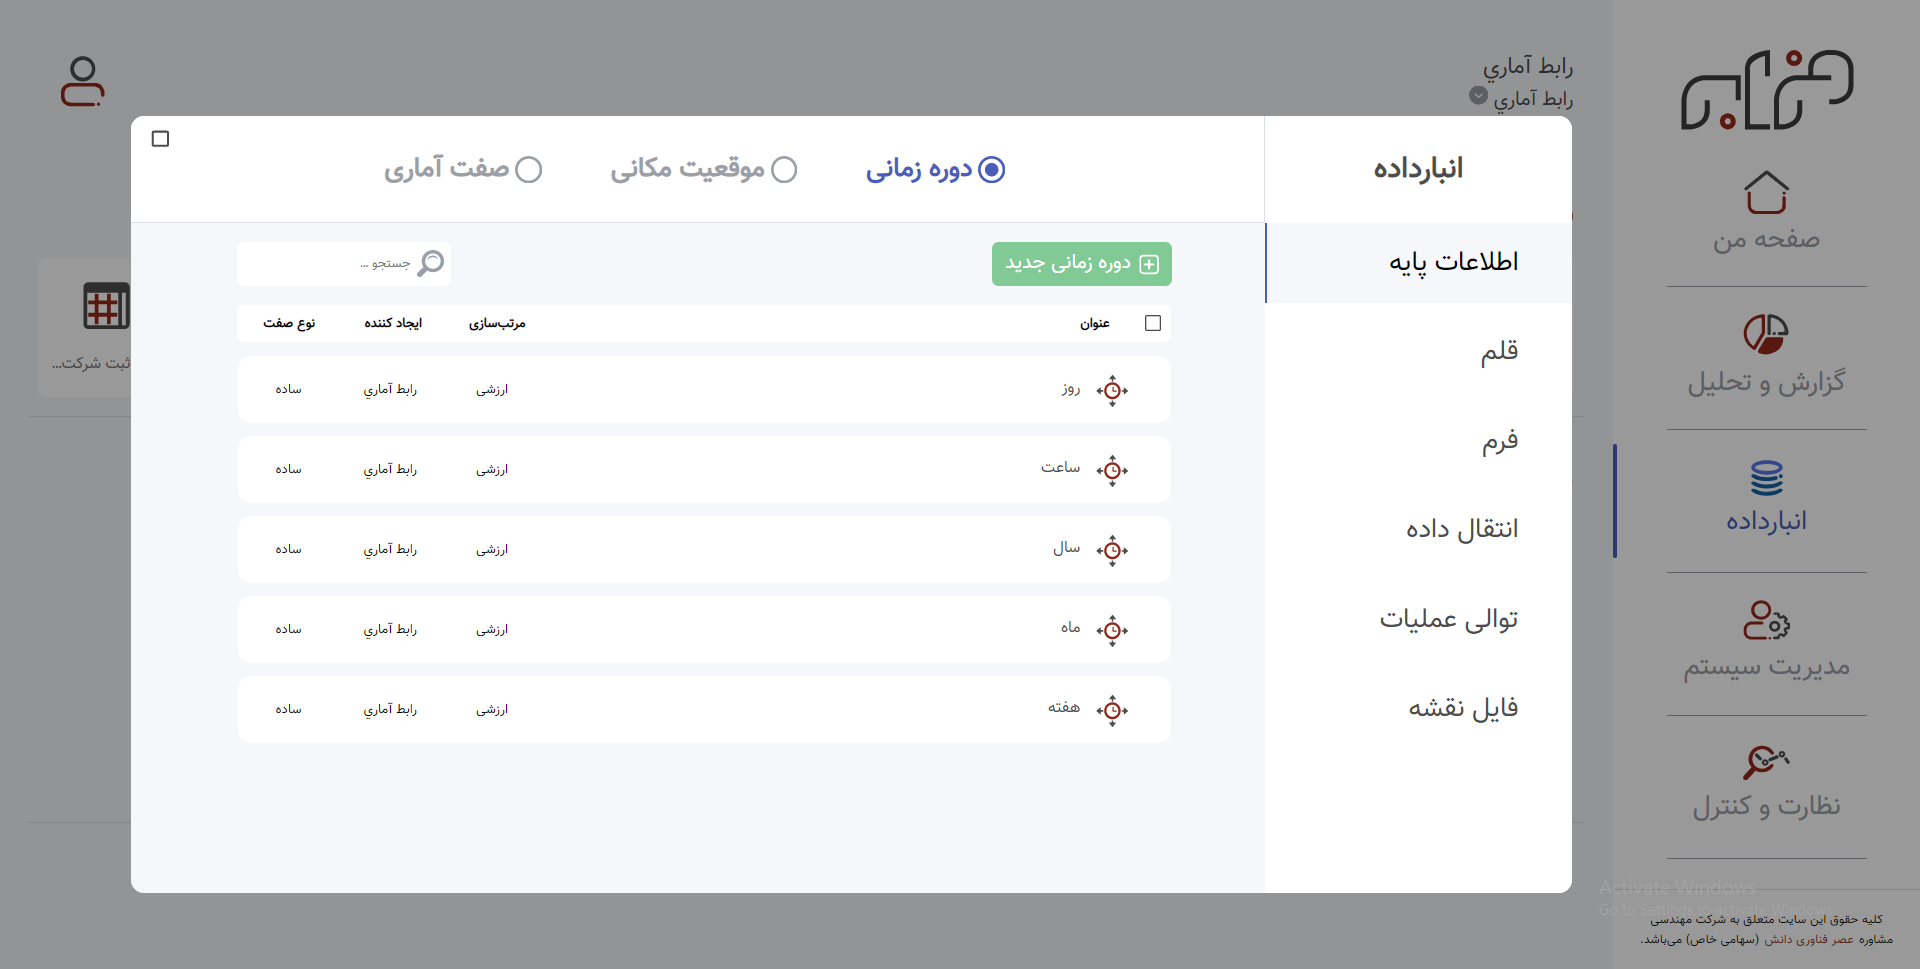 فرابر
رابط آماري
رابط آماري
صفحه من
گزارش و تحلیل
انبارداده
مدیریت سیستم
نظارت و کنترل
Activate Windows
Go to Settings to activate Windows.
کلیه حقوق این سایت متعلق به شرکت مهندسی
مشاوره عصر فناوری دانش (سهامی خاص) می‌باشد.
انبارداده
دوره زمانی
موقعیت مکانی
صفت آماری
اطلاعات پایه
قلم
فرم
انتقال داده
توالی عملیات
فایل نقشه
دوره زمانی جدید
جستجو ...
عنوان مرتب‌سازی ایجاد کننده نوع صفت
روز ارزشی رابط آماري ساده
ساعت ارزشی رابط آماري ساده
سال ارزشی رابط آماري ساده
ماه ارزشی رابط آماري ساده
هفته ارزشی رابط آماري ساده
ثبت شرکت...